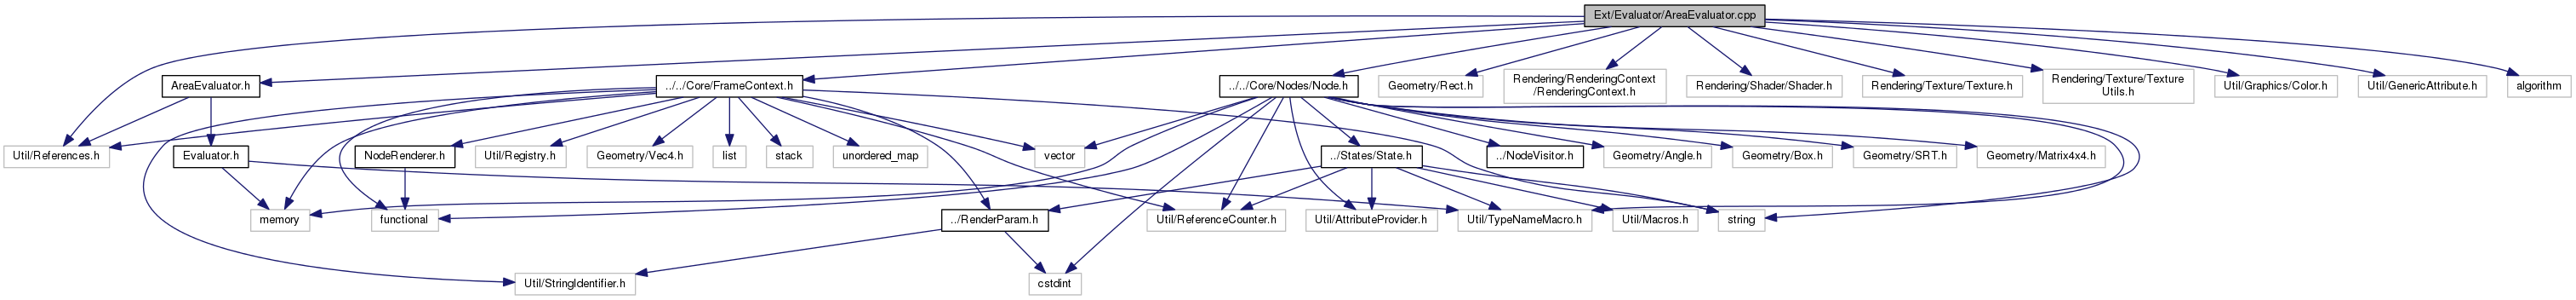 Ext/Evaluator/AreaEvaluator.cpp
AreaEvaluator.h
../../Core/FrameContext.h
../../Core/Nodes/Node.h
Geometry/Rect.h
Rendering/RenderingContext
/RenderingContext.h
Rendering/Shader/Shader.h
Rendering/Texture/Texture.h
Rendering/Texture/Texture
Utils.h
Util/Graphics/Color.h
Util/GenericAttribute.h
algorithm
Util/References.h
Evaluator.h
NodeRenderer.h
Util/Registry.h
Geometry/Vec4.h
list
stack
unordered_map
vector
../States/State.h
../NodeVisitor.h
Geometry/Angle.h
Geometry/Box.h
Geometry/SRT.h
Geometry/Matrix4x4.h
memory
functional
../RenderParam.h
Util/ReferenceCounter.h
Util/AttributeProvider.h
Util/TypeNameMacro.h
Util/Macros.h
string
Util/StringIdentifier.h
cstdint